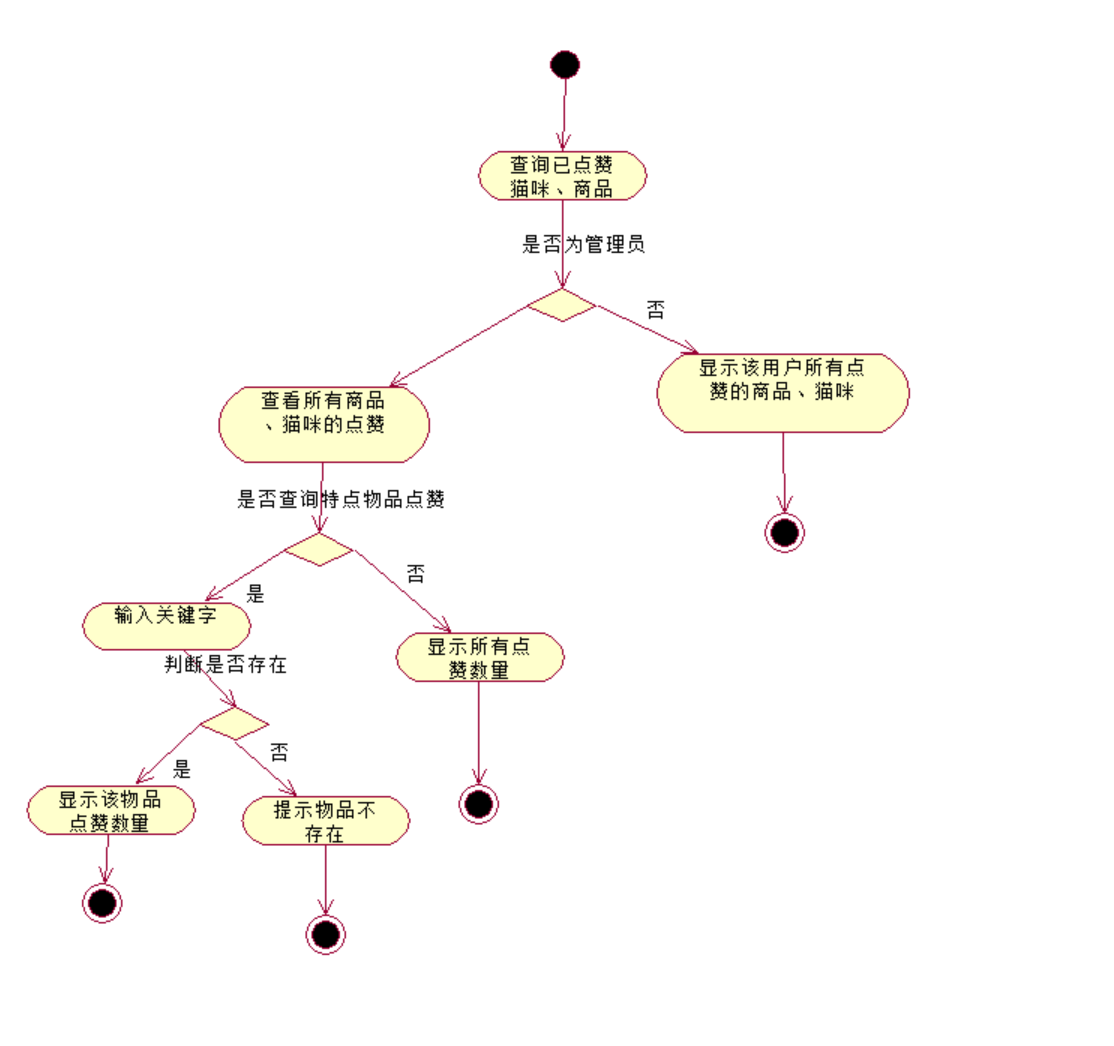 查询已点赞
猫咪、商品
是否为管理员
否
显示该用户所有点
赞的商品、猫咪
查看所有商品
、猫咪的点赞
是否查询特点物品点赞
是
否
输入关键字
显示所有点
赞数量
判断是否存在
是
否
显示该物品
点赞数量
提示物品不
存在